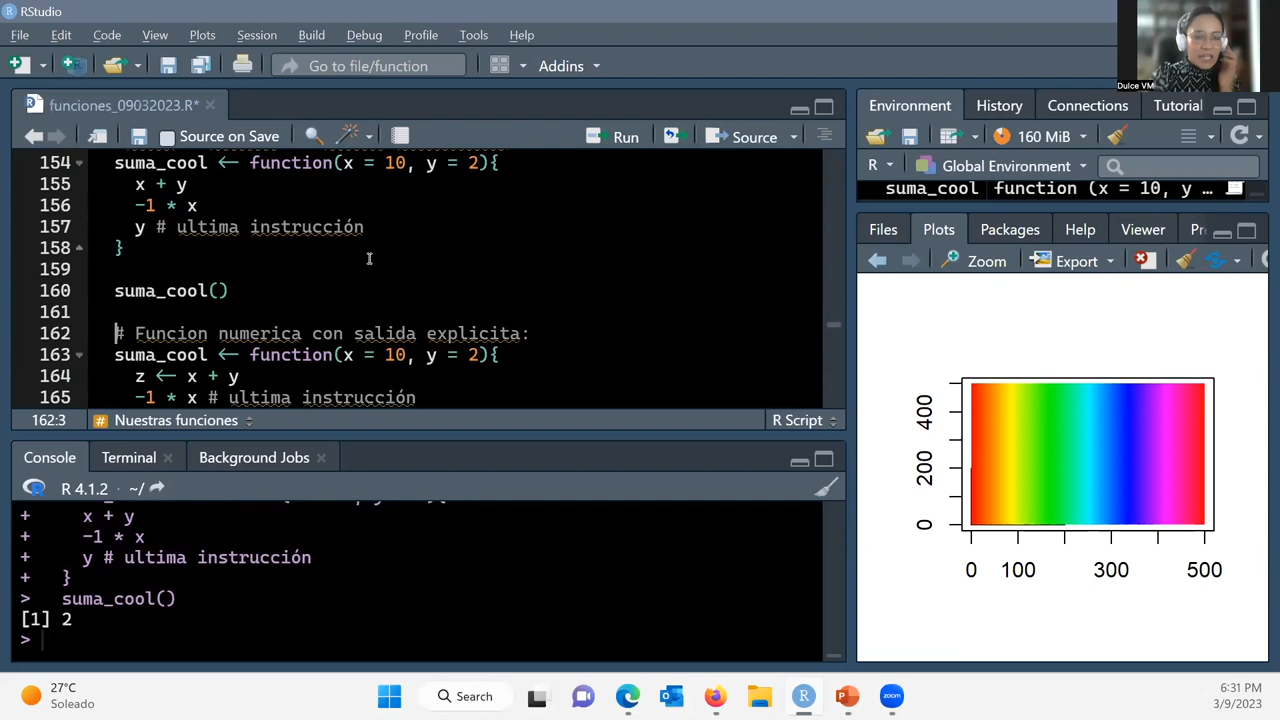 RStudio
File Edit Code View Plots Session Build Debug Profile Tools Help
Go to file/function Addins
Dulce VM
funciones_09032023.R*
Source on Save Run Source
154 suma_cool <- function(x = 10, y = 2){
155 x + y
156 -1 * x
157 y # ultima instrucción
158 }
159
160 suma_cool()
161
162 # Funcion numerica con salida explicita:
163 suma_cool <- function(x = 10, y = 2){
164 z <- x + y
165 -1 * x # ultima instrucción
162:3 # Nuestras funciones R Script
Console Terminal Background Jobs
R 4.1.2 · ~/
+ x + y
+ -1 * x
+ y # ultima instrucción
+ }
> suma_cool()
[1] 2
>
Environment History Connections Tutorial
160 MiB
R Global Environment
suma_cool function (x = 10, y …
Files Plots Packages Help Viewer Pr
Zoom Export
400
200
0
0 100 300 500
27°C
Soleado
Search
zoom
6:31 PM
3/9/2023